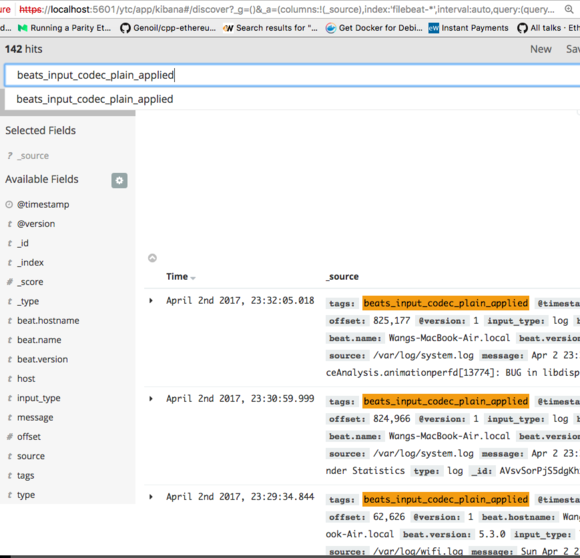 https://localhost:5601/ytc/app/kibana#/discover?_g=()&_a=(columns:!(_source),index:'filebeat-*',interval:auto,query:(query...
Running a Parity Et... Genoil/cpp-ethereu... Search results for "... Get Docker for Debi... Instant Payments All talks · Eth
142 hits New Sav
beats_input_codec_plain_applied
beats_input_codec_plain_applied
Selected Fields
? _source
Available Fields
@timestamp
t @version
t _id
t _index
# _score
t _type
t beat.hostname
t beat.name
t beat.version
t host
t input_type
t message
# offset
t source
t tags
t type
Time _source
April 2nd 2017, 23:32:05.018 tags: beats_input_codec_plain_applied @timesta
offset: 825,177 @version: 1 input_type: log b
beat.name: Wangs-MacBook-Air.local beat.version
source: /var/log/system.log message: Apr 2 23:
ceAnalysis.animationperfd[13774]: BUG in libdisp
April 2nd 2017, 23:30:59.999 tags: beats_input_codec_plain_applied @timesta
offset: 824,966 @version: 1 input_type: log b
beat.name: Wangs-MacBook-Air.local beat.version
source: /var/log/system.log message: Apr 2 23:
nder Statistics type: log _id: AVsvSorPjS5dgKh
April 2nd 2017, 23:29:34.844 tags: beats_input_codec_plain_applied @timesta
offset: 62,626 @version: 1 beat.hostname: Wang
ook-Air.local beat.version: 5.3.0 input_type:
source: /var/log/wifi.log message: Sun Apr 2 2